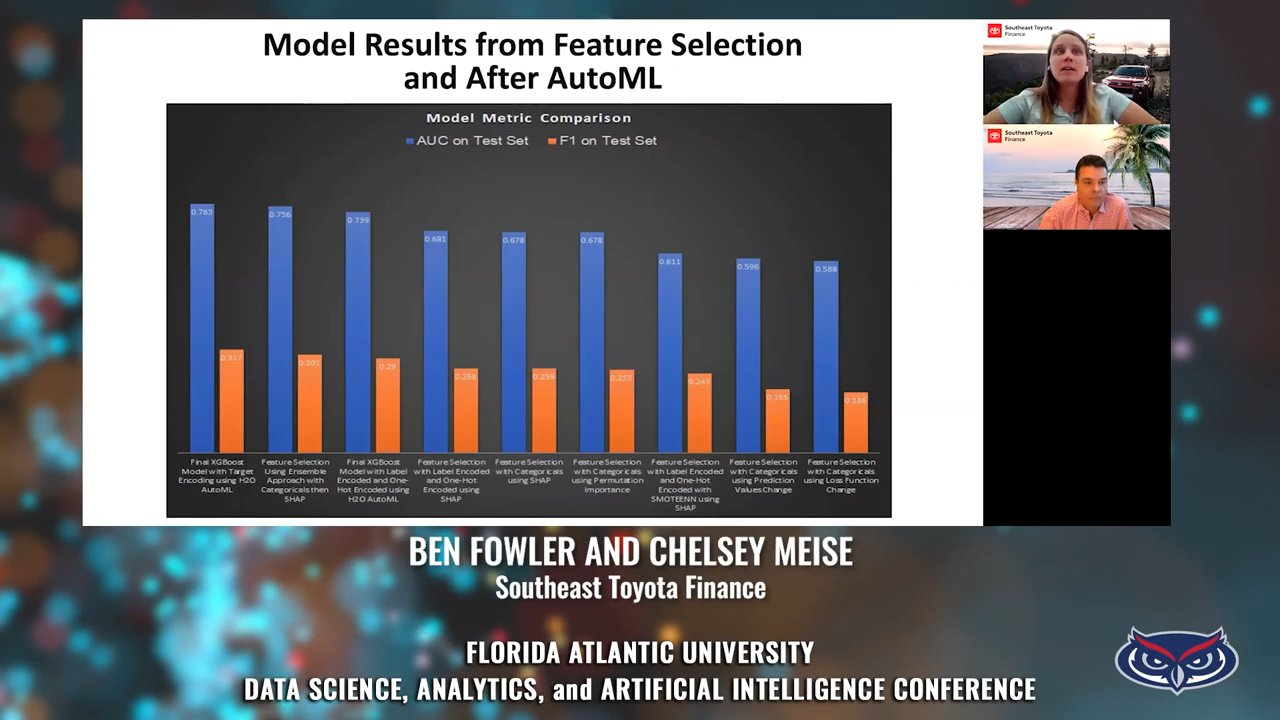 Model Results from Feature Selection
and After AutoML
Model Metric Comparison
AUC on Test Set
F1 on Test Set
0.763
0.756
0.739
0.681
0.678
0.678
0.611
0.596
0.588
0.317
0.301
0.29
0.258
0.259
0.255
0.243
0.195
0.186
Final XGBoost
Model with Target
Encoding using H2O
AutoML
Feature Selection
Using Ensemble
Approach with
Categoricals then
SHAP
Final XGBoost
Model with Label
Encoded and One-
Hot Encoded using
H2O AutoML
Feature Selection
with Label Encoded
and One-Hot
Encoded using
SHAP
Feature Selection
with Categoricals
using SHAP
Feature Selection
with Categoricals
using Permutation
Importance
Feature Selection
with Label Encoded
and One-Hot
Encoded with
SMOTEENN using
SHAP
Feature Selection
with Categoricals
using Prediction
Values Change
Feature Selection
with Categoricals
using Loss Function
Change
Southeast Toyota
Finance
Southeast Toyota
Finance
BEN FOWLER AND CHELSEY MEISE
Southeast Toyota Finance
FLORIDA ATLANTIC UNIVERSITY
DATA SCIENCE, ANALYTICS, and ARTIFICIAL INTELLIGENCE CONFERENCE